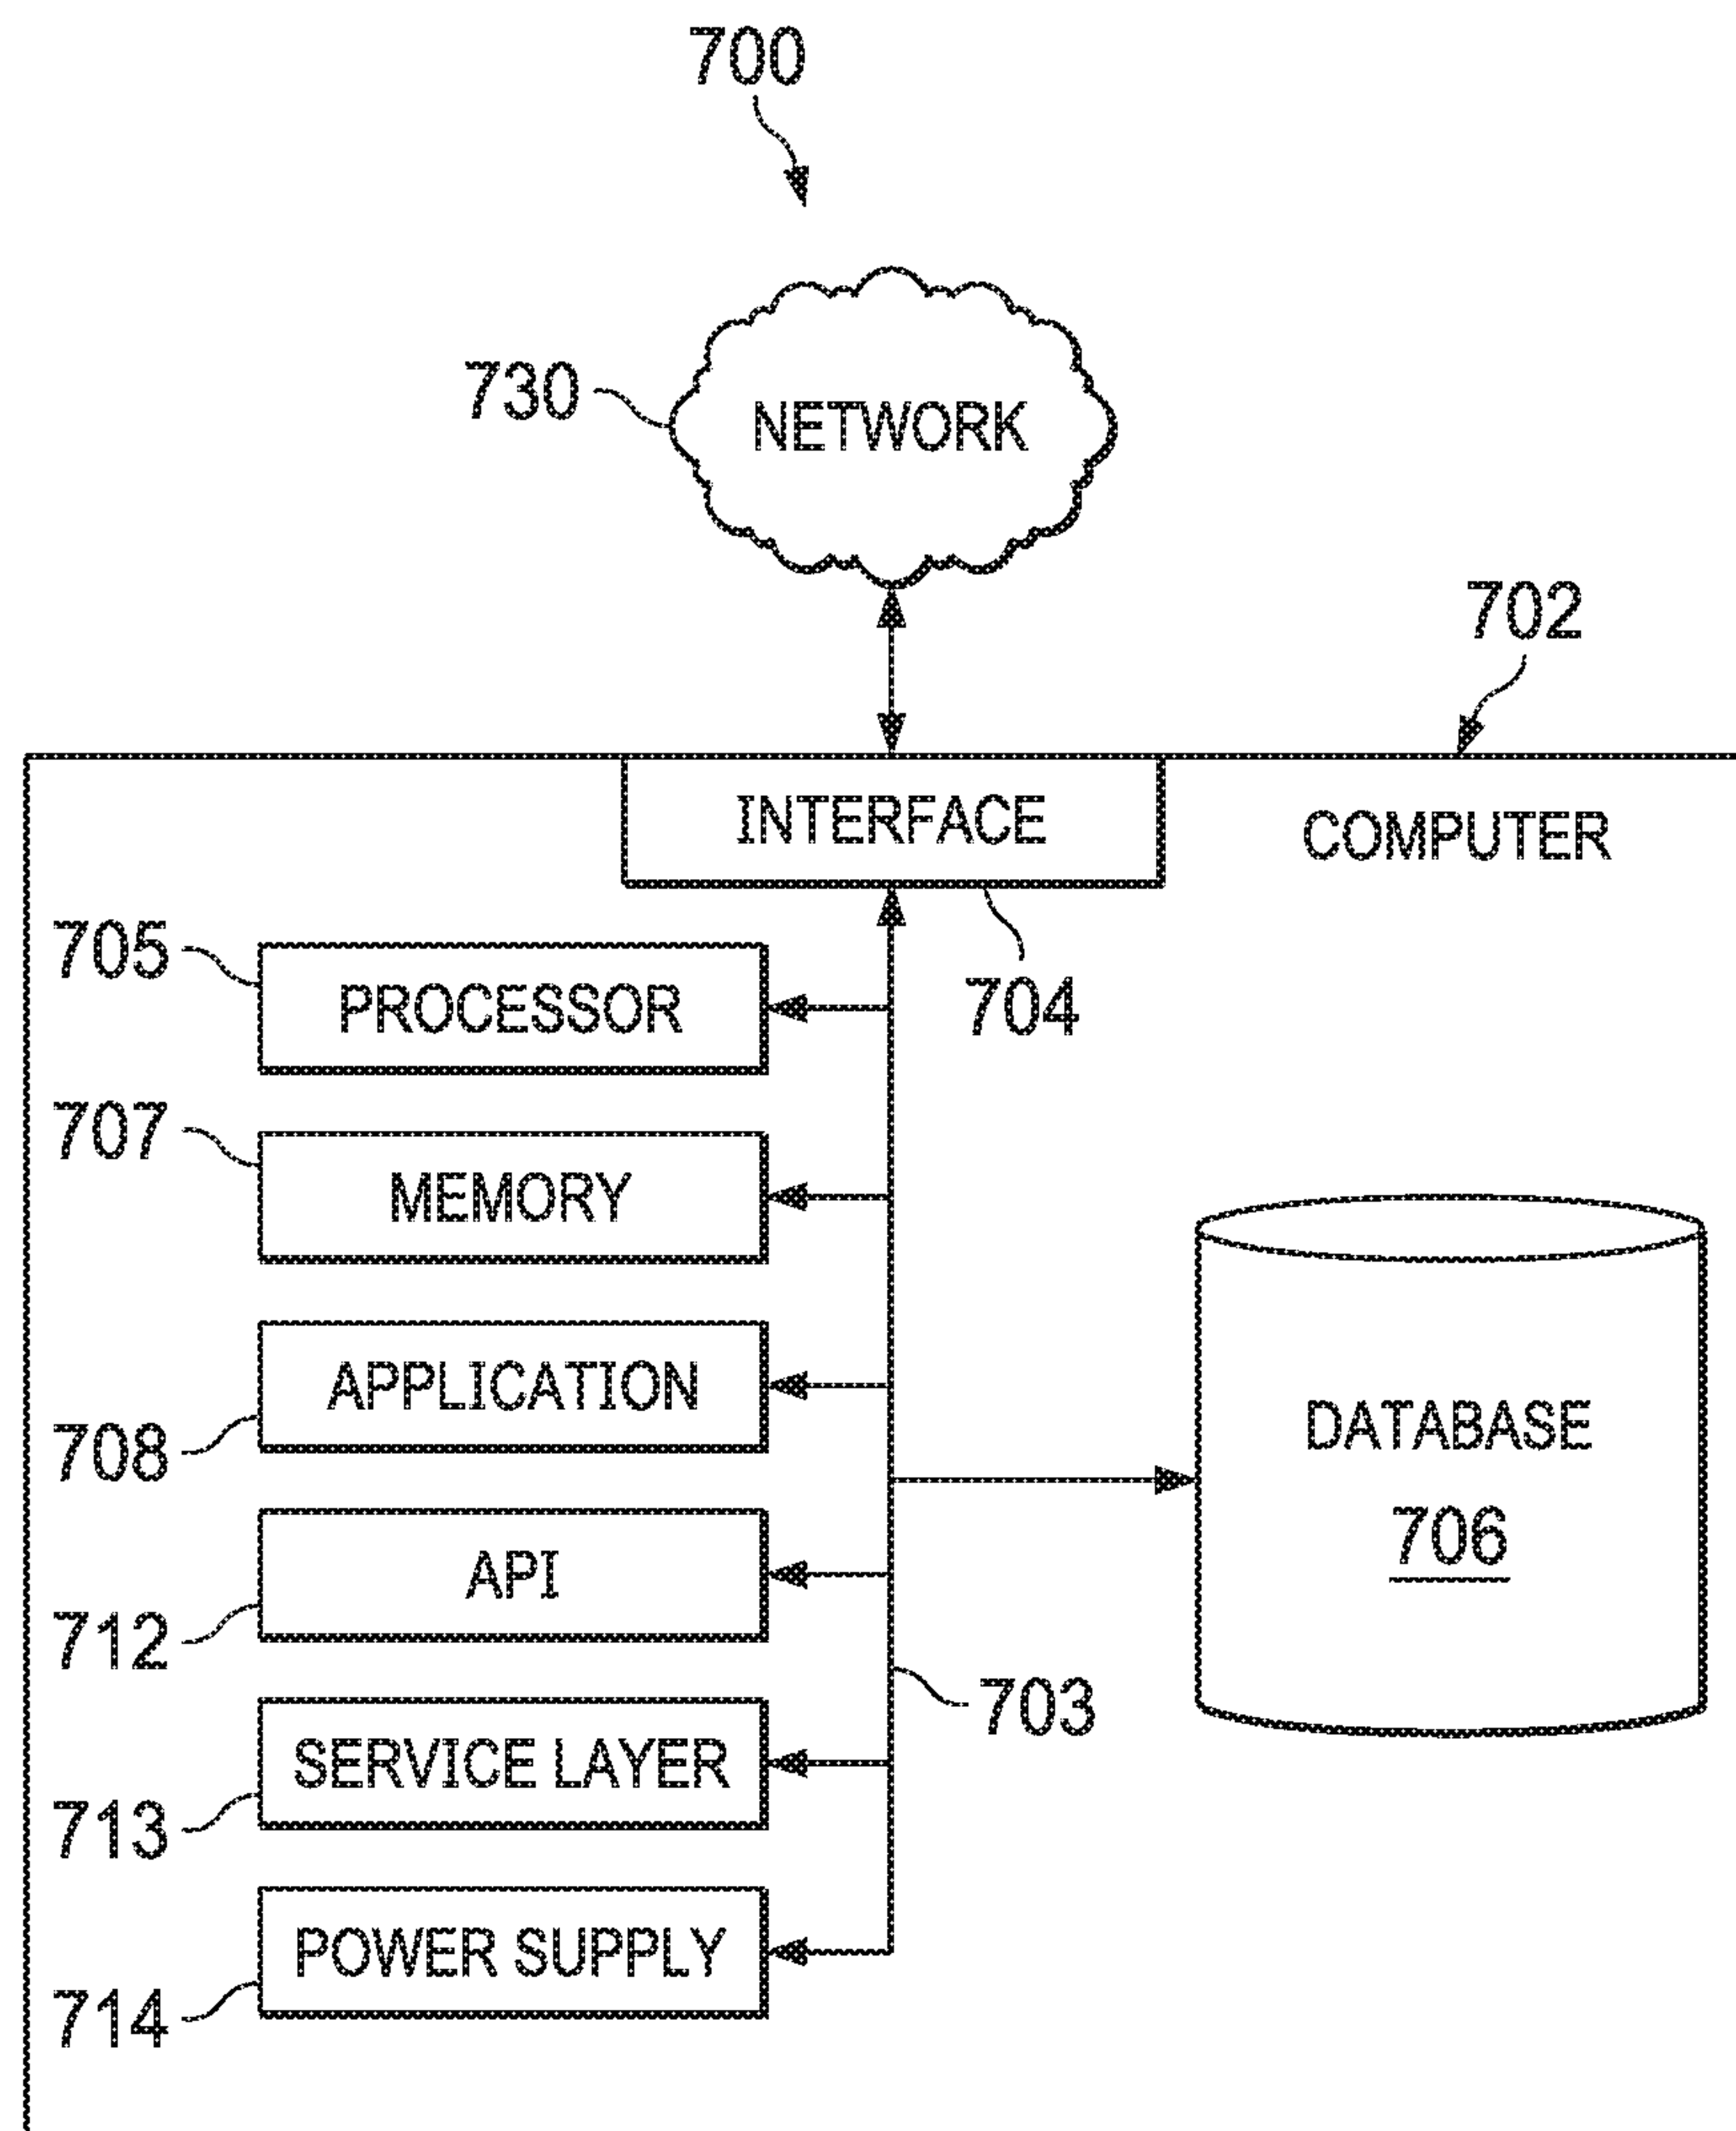 700
730
NETWORK
702
INTERFACE
COMPUTER
705
PROCESSOR
704
707
MEMORY
APPLICATION
708
DATABASE
706
API
712
703
SERVICE LAYER
713
POWER SUPPLY
714